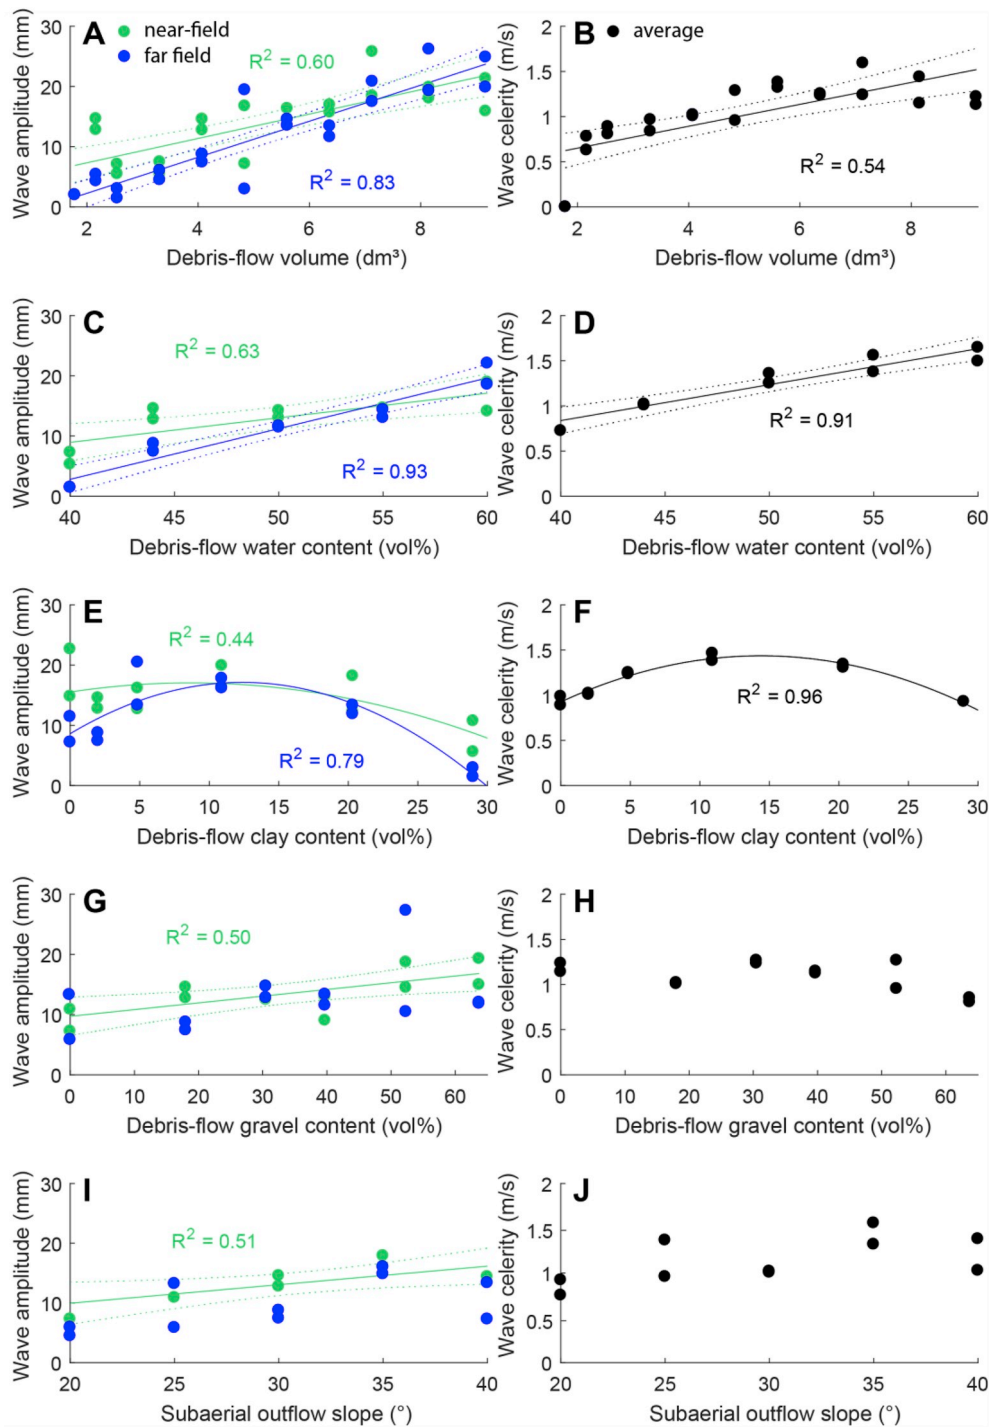 A
near-field
far field
R² = 0.60
R² = 0.83
Wave amplitude (mm)
30
20
10
0
2 4 6 8
Debris-flow volume (dm³)
B
average
R² = 0.54
Wave celerity (m/s)
2
1.5
1
0.5
0
2 4 6 8
Debris-flow volume (dm³)
C
R² = 0.63
R² = 0.93
Wave amplitude (mm)
30
20
10
0
40 45 50 55 60
Debris-flow water content (vol%)
D
R² = 0.91
Wave celerity (m/s)
2
1.5
1
0.5
0
40 45 50 55 60
Debris-flow water content (vol%)
E
R² = 0.44
R² = 0.79
Wave amplitude (mm)
30
20
10
0
0 5 10 15 20 25 30
Debris-flow clay content (vol%)
F
R² = 0.96
Wave celerity (m/s)
2
1.5
1
0.5
0
0 5 10 15 20 25 30
Debris-flow clay content (vol%)
G
R² = 0.50
Wave amplitude (mm)
30
20
10
0
0 10 20 30 40 50 60
Debris-flow gravel content (vol%)
H
Wave celerity (m/s)
2
1.5
1
0.5
0
0 10 20 30 40 50 60
Debris-flow gravel content (vol%)
I
R² = 0.51
Wave amplitude (mm)
30
20
10
0
20 25 30 35 40
Subaerial outflow slope (°)
J
Wave celerity (m/s)
2
1.5
1
0.5
0
20 25 30 35 40
Subaerial outflow slope (°)